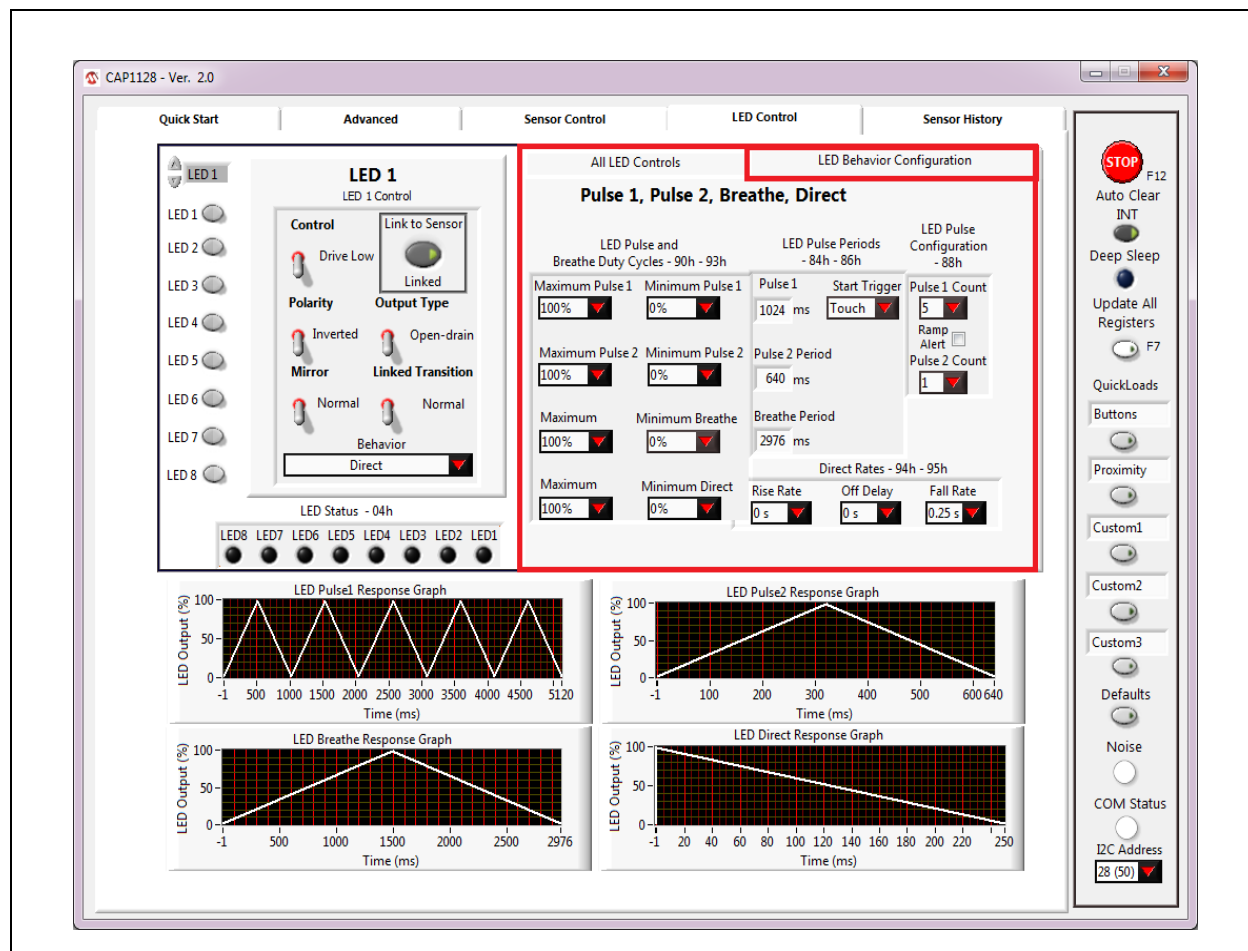 CAP1128 - Ver. 2.0
Quick Start
Advanced
Sensor Control
LED Control
Sensor History
LED 1
LED 1
LED 2
LED 3
LED 4
LED 5
LED 6
LED 7
LED 8
LED 1
LED 1 Control
Control
Link to Sensor
Drive Low
Linked
Polarity
Output Type
Inverted
Open-drain
Mirror
Linked Transition
Normal
Normal
Behavior
Direct
LED Status - 04h
LED8 LED7 LED6 LED5 LED4 LED3 LED2 LED1
All LED Controls
LED Behavior Configuration
Pulse 1, Pulse 2, Breathe, Direct
LED Pulse and
Breathe Duty Cycles - 90h - 93h
Maximum Pulse 1 Minimum Pulse 1
100% 0%
Maximum Pulse 2 Minimum Pulse 2
100% 0%
Maximum Minimum Breathe
100% 0%
Maximum Minimum Direct
100% 0%
LED Pulse Periods
- 84h - 86h
Pulse 1 Start Trigger
1024 ms Touch
Pulse 2 Period
640 ms
Breathe Period
2976 ms
LED Pulse
Configuration
- 88h
Pulse 1 Count
5
Ramp
Alert
Pulse 2 Count
1
Direct Rates - 94h - 95h
Rise Rate Off Delay Fall Rate
0 s 0 s 0.25 s
LED Pulse1 Response Graph
LED Output (%)
100
50
0
-1 500 1000 1500 2000 2500 3000 3500 4000 4500 5120
Time (ms)
LED Pulse2 Response Graph
LED Output (%)
100
50
0
-1 100 200 300 400 500 600 640
Time (ms)
LED Breathe Response Graph
LED Output (%)
100
50
0
-1 500 1000 1500 2000 2500 2976
Time (ms)
LED Direct Response Graph
LED Output (%)
100
50
0
-1 20 40 60 80 100 120 140 160 180 200 220 250
Time (ms)
STOP
F12
Auto Clear
INT
Deep Sleep
Update All
Registers
F7
QuickLoads
Buttons
Proximity
Custom1
Custom2
Custom3
Defaults
Noise
COM Status
I2C Address
28 (50)